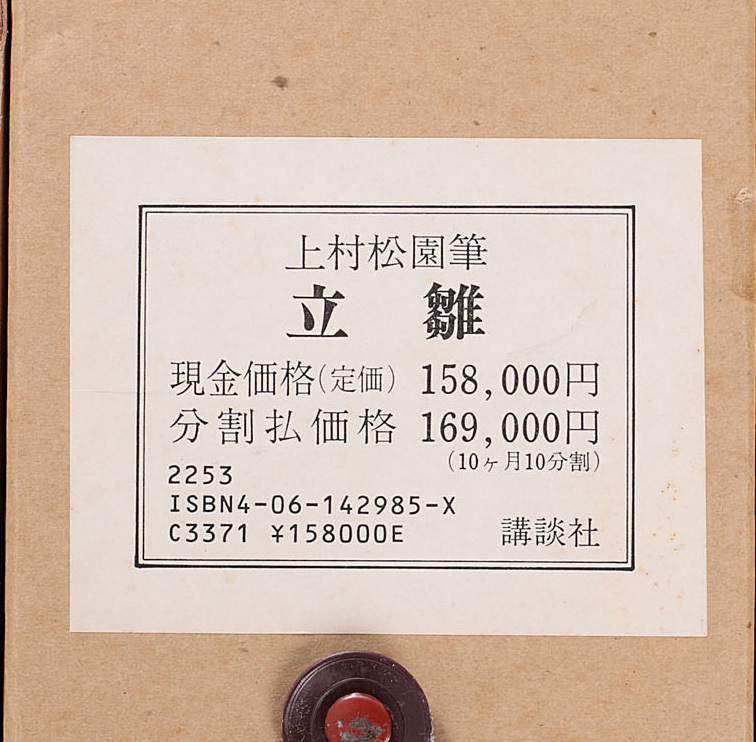 上村松園筆
立 雛
現金価格(定価) 158,000円
分割払価格 169,000円
(10ヶ月10分割)
2253
ISBN4-06-142985-X
C3371 ¥158000E 講談社